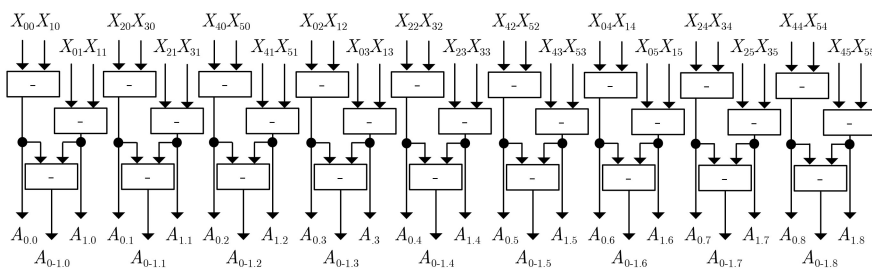 X00X10 X20X30 X40X50 X02X12 X22X32 X42X52 X04X14 X24X34 X44X54
X01X11 X21X31 X41X51 X03X13 X23X33 X43X53 X05X15 X25X35 X45X55
- - - - - - - - -
- - - - - - - - -
- - - - - - - - -
A0.0 A1.0 A0.1 A1.1 A0.2 A1.2 A0.3 A.3 A0.4 A1.4 A0.5 A1.5 A0.6 A1.6 A0.7 A1.7 A0.8 A1.8
A0-1.0 A0-1.1 A0-1.2 A0-1.3 A0-1.4 A0-1.5 A0-1.6 A0-1.7 A0-1.8